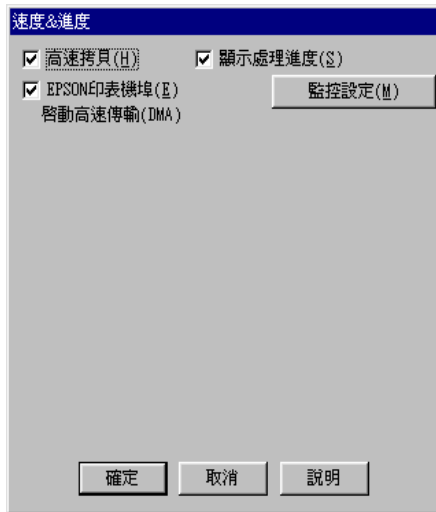 速度&進度
高速拷貝(H)
顯示處理進度(S)
EPSON印表機埠(E)
監控設定(M)
啓動高速傳輸(DMA)
確定
取消
說明